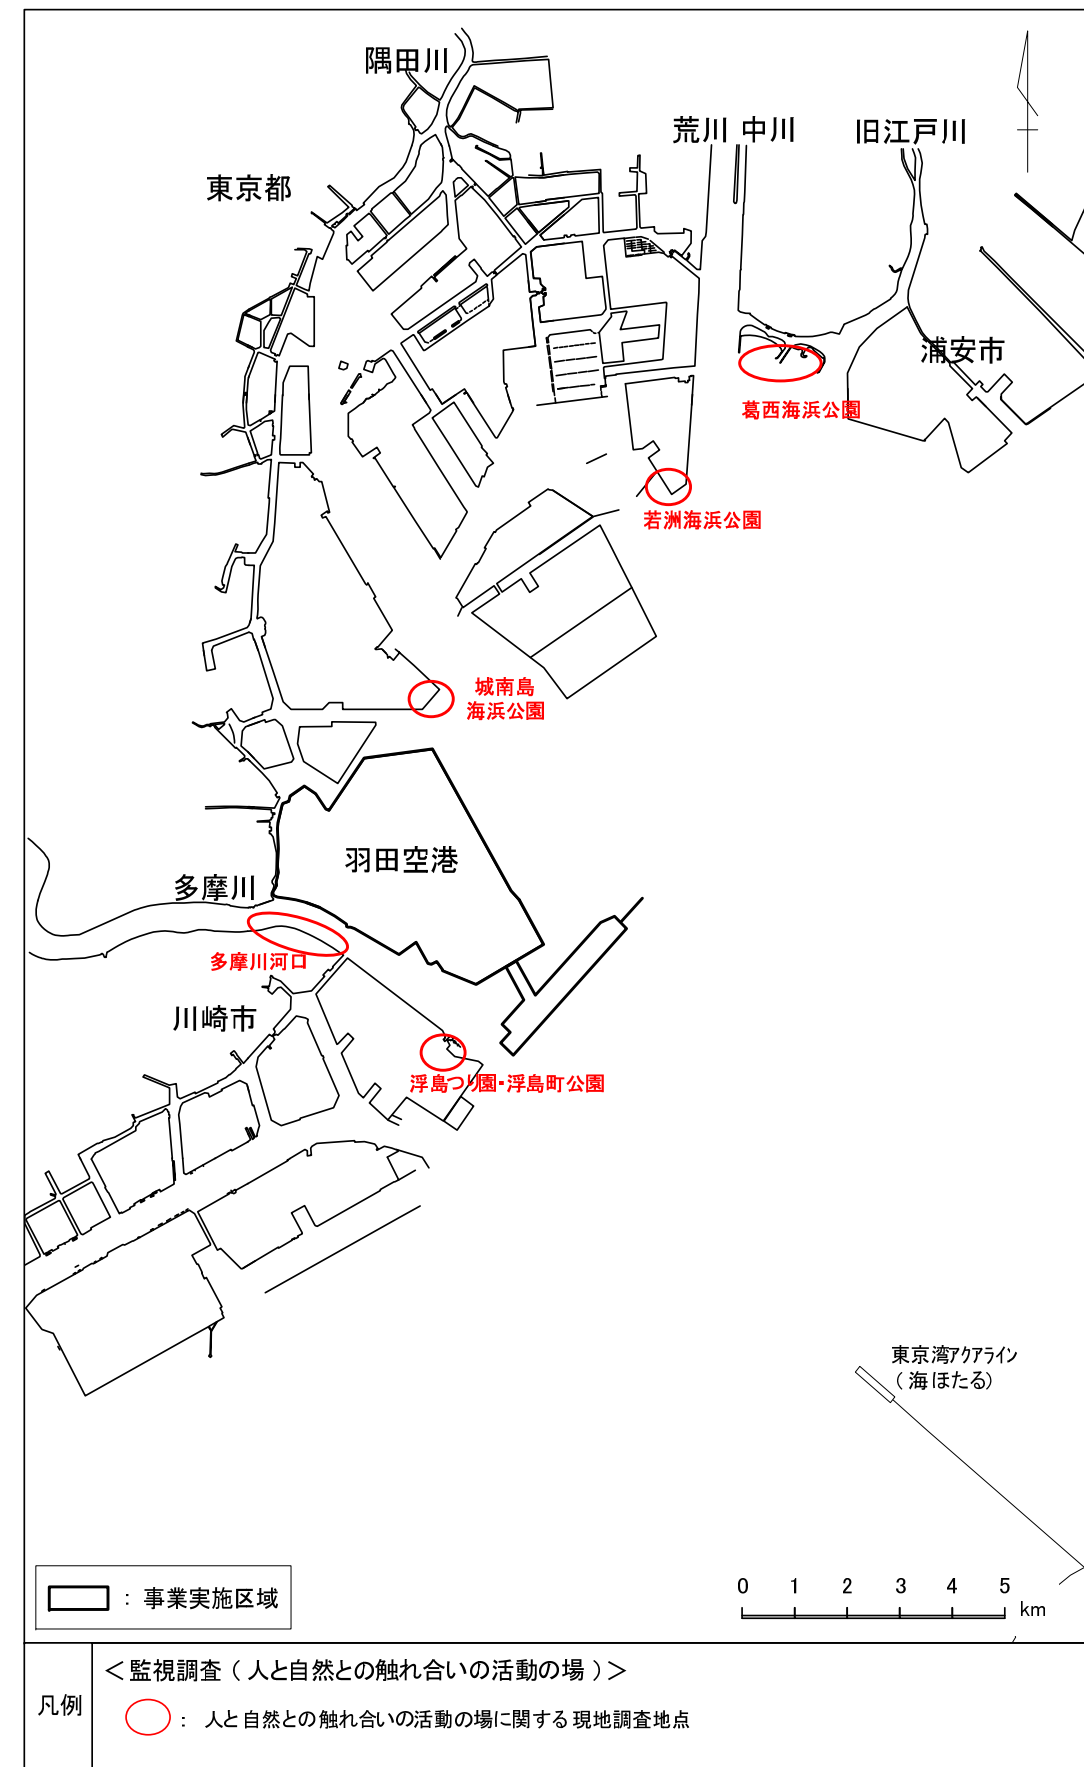 隅田川
荒川 中川
旧江戸川
東京都
浦安市
葛西海浜公園
若洲海浜公園
城南島
海浜公園
羽田空港
多摩川
多摩川河口
川崎市
浮島つり園・浮島町公園
東京湾アクアライン
（海ほたる）
：事業実施区域
0 1 2 3 4 5
km
凡例
＜監視調査（人と自然との触れ合いの活動の場）＞
： 人と自然との触れ合いの活動の場に関する現地調査地点